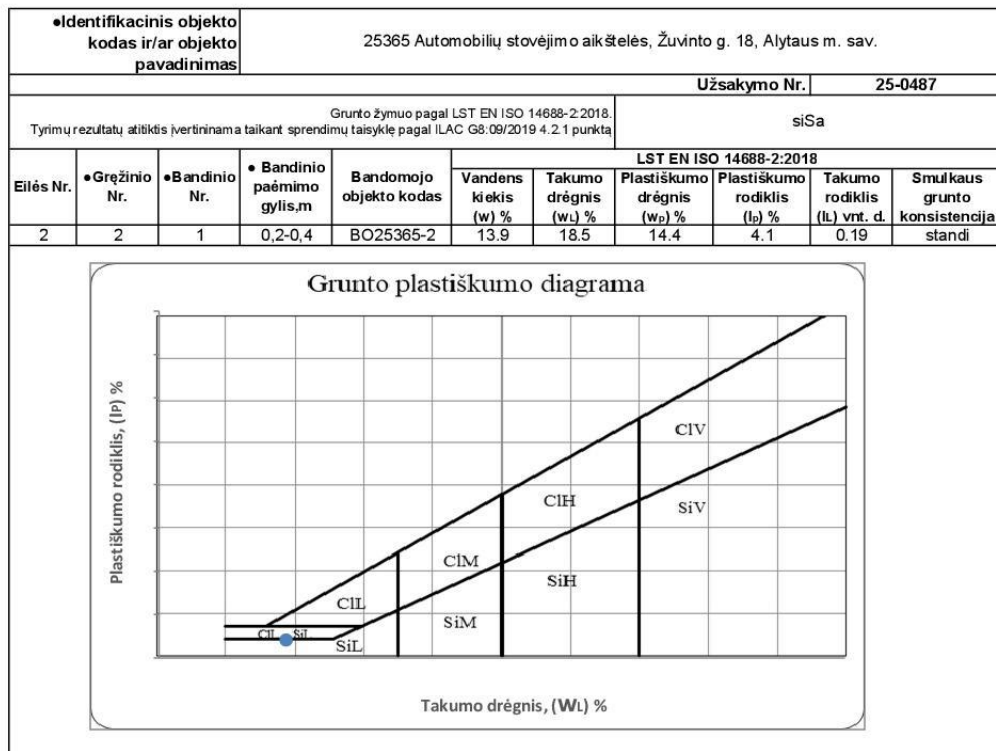 ●Identifikacinis objekto
kodas ir/ar objekto
pavadinimas
25365 Automobilių stovėjimo aikštelės, Žuvinto g. 18, Alytaus m. sav.
Užsakymo Nr. 25-0487
Grunto žymuo pagal LST EN ISO 14688-2:2018.
Tyrimų rezultatų atitiktis įvertininama taikant sprendimų taisyklę pagal ILAC G8:09/2019 4.2.1 punktą
siSa
Eilės Nr.
●Gręžinio
Nr.
●Bandinio
Nr.
● Bandinio
paėmimo
gylis,m
Bandomojo
objekto kodas
LST EN ISO 14688-2:2018
Vandens
kiekis
(w) %
Takumo
drėgnis
(wL) %
Plastiškumo
drėgnis
(wp) %
Plastiškumo
rodiklis
(Ip) %
Takumo
rodiklis
(IL) vnt. d.
Smulkaus
grunto
konsistencija
2 2 1 0,2-0,4 BO25365-2 13.9 18.5 14.4 4.1 0.19 standi
Grunto plastiškumo diagrama
Plastiškumo rodiklis, (IP) %
ClV
ClH
SiV
ClM
SiH
ClL
SiM
ClL SiL
SiL
Takumo drėgnis, (WL) %